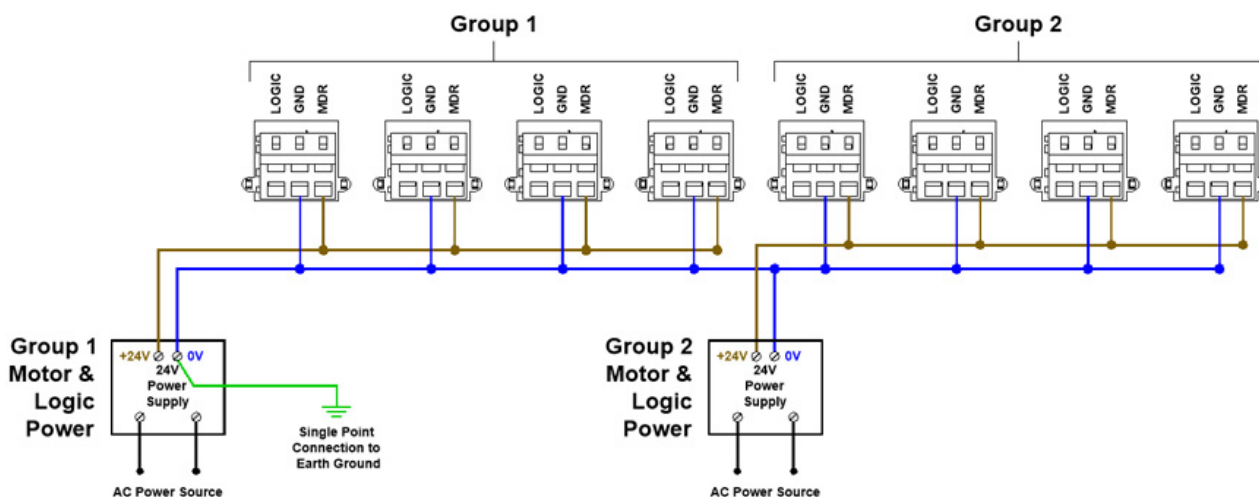 Group 1
Group 2
LOGIC GND MDR
LOGIC GND MDR
LOGIC GND MDR
LOGIC GND MDR
LOGIC GND MDR
LOGIC GND MDR
LOGIC GND MDR
LOGIC GND MDR
Group 1
Motor &
Logic
Power
+24V 0V
24V
Power
Supply
AC Power Source
Single Point
Connection to
Earth Ground
Group 2
Motor &
Logic
Power
+24V 0V
24V
Power
Supply
AC Power Source